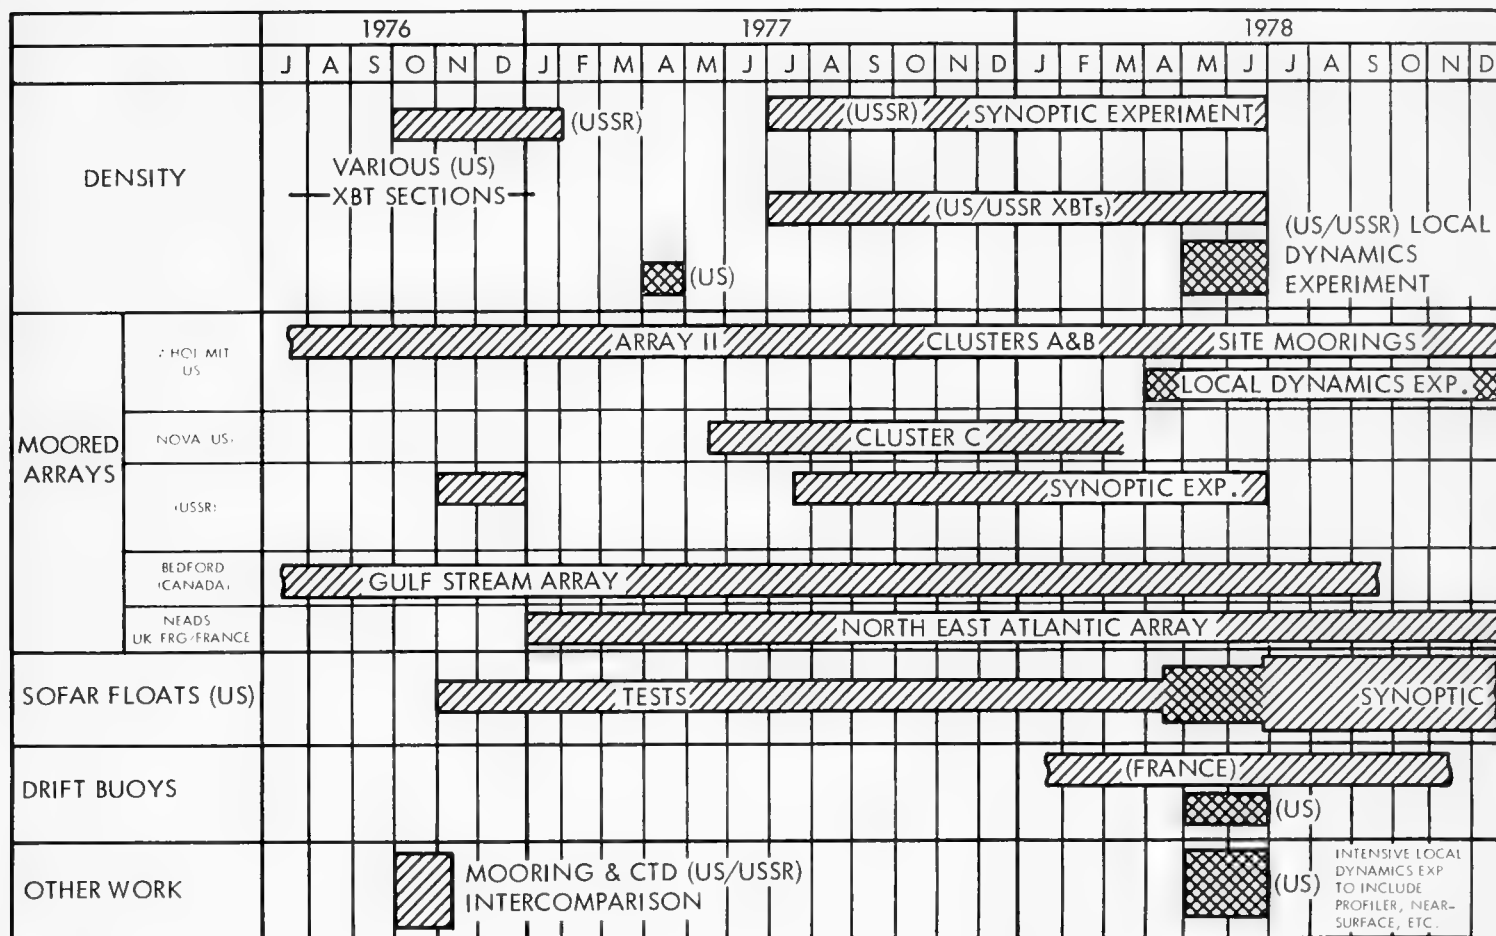 1976 1977 1978
J A S O N D J F M A M J J A S O N D J F M A M J J A S O N D
DENSITY
(USSR)
(USSR) SYNOPTIC EXPERIMENT
VARIOUS (US)
XBT SECTIONS
(US/USSR XBTs)
(US)
(US/USSR) LOCAL
DYNAMICS
EXPERIMENT
MOORED
ARRAYS
MIT
US
ARRAY II CLUSTERS A&B SITE MOORINGS
LOCAL DYNAMICS EXP.
NOVA US
CLUSTER C
(USSR)
SYNOPTIC EXP.
BEDFORD
(CANADA)
GULF STREAM ARRAY
NEADS
UK FRG/FRANCE
NORTH EAST ATLANTIC ARRAY
SOFAR FLOATS (US)
TESTS
SYNOPTIC
DRIFT BUOYS
(FRANCE)
(US)
OTHER WORK
MOORING & CTD (US/USSR)
INTERCOMPARISON
(US)
INTENSIVE LOCAL
DYNAMICS EXP
TO INCLUDE
PROFILER, NEAR-
SURFACE, ETC.